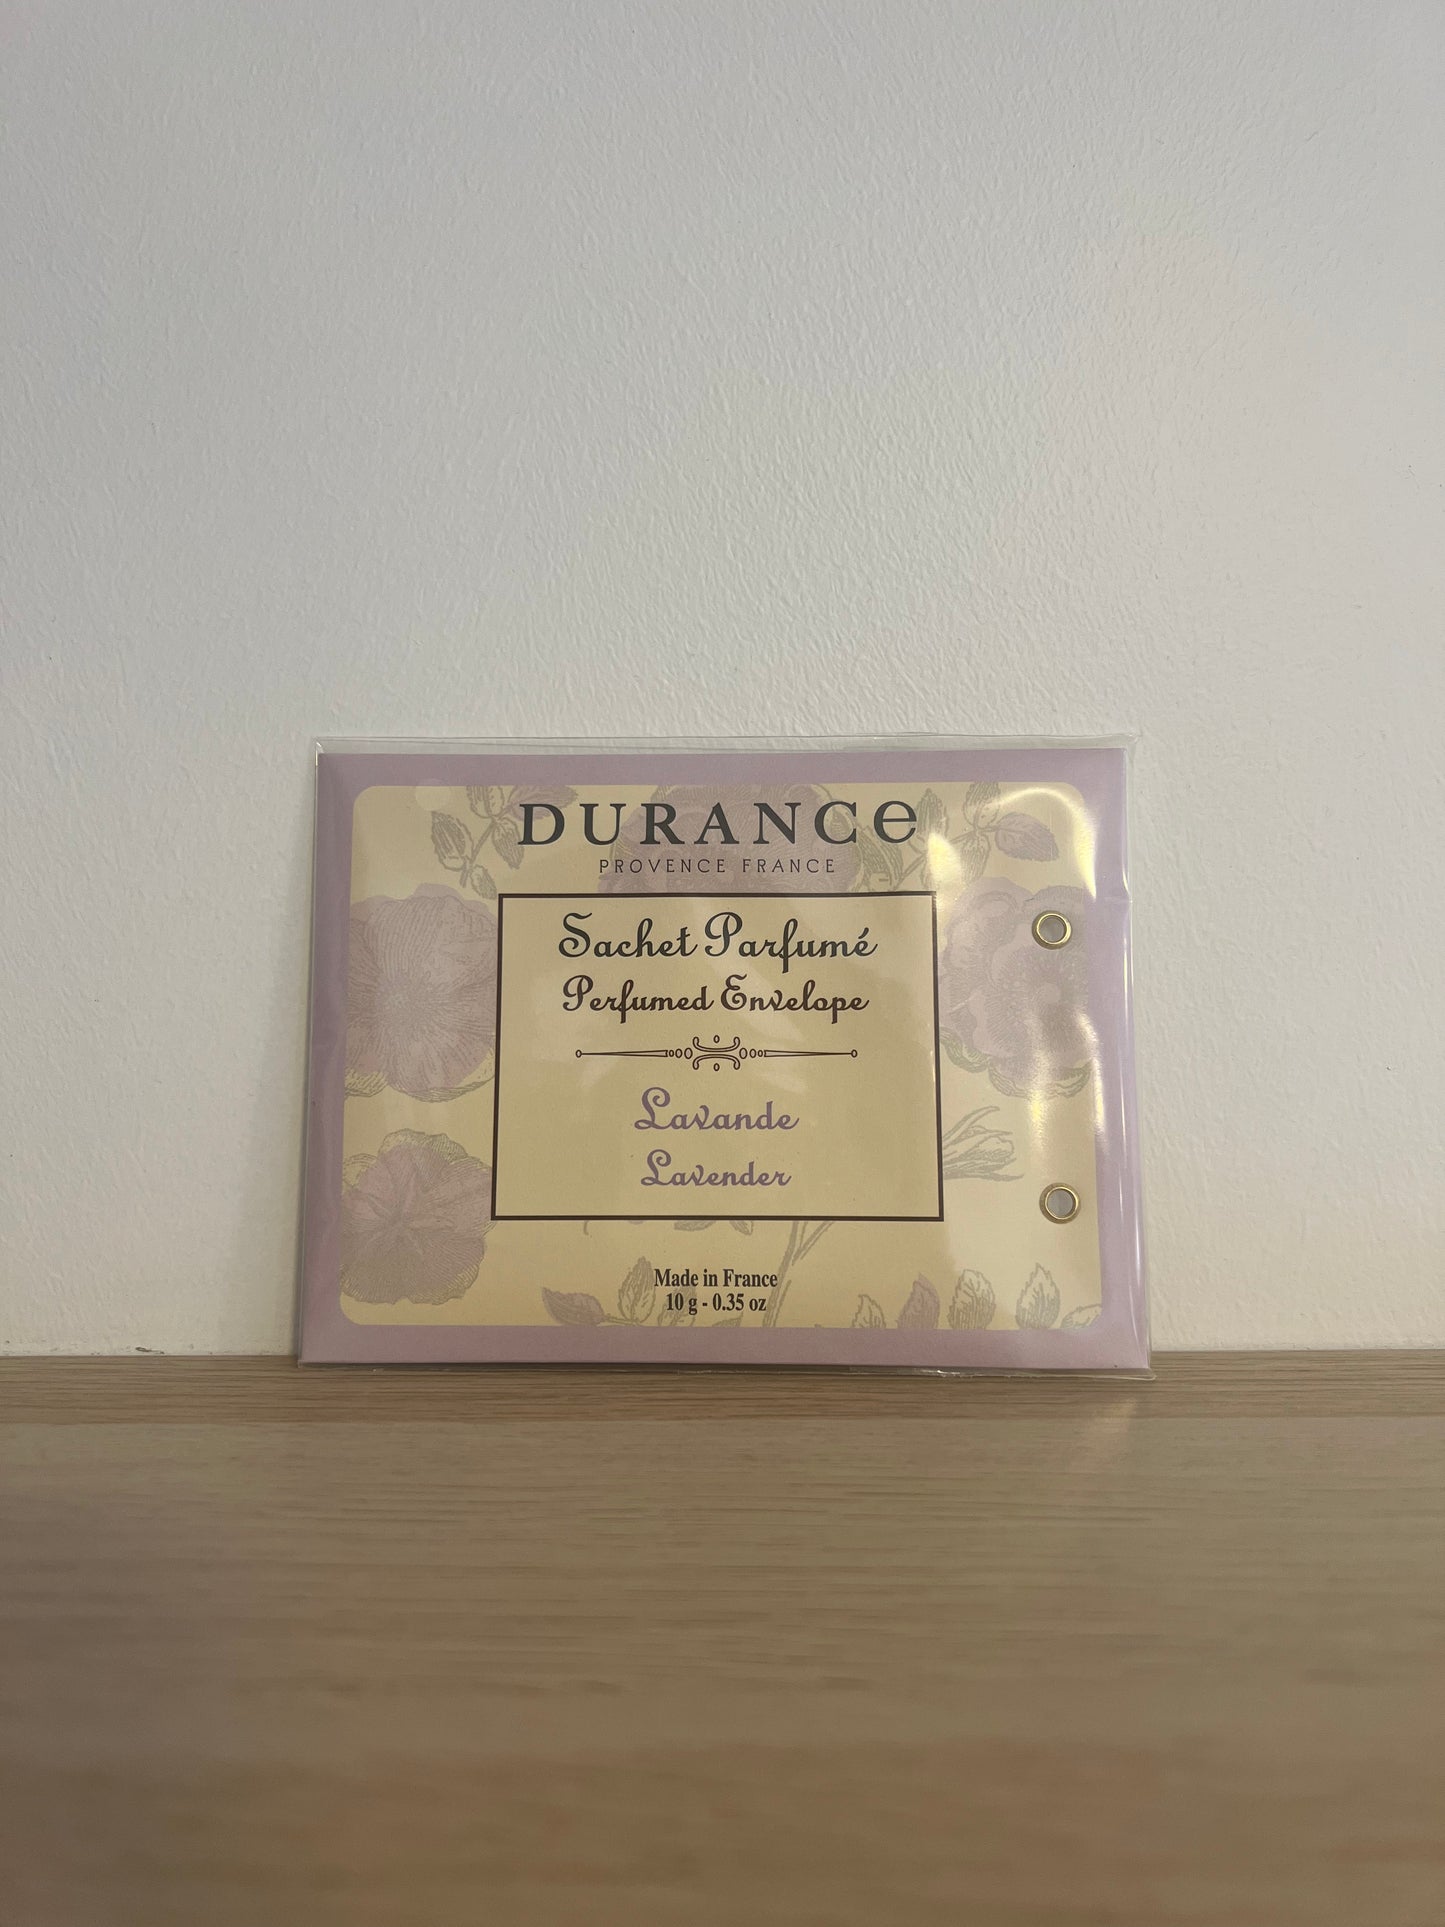 DURANCe
PROVENCE FRANCE
Sachet Parfumé
Perfumed Envelope
Lavande
Lavender
Made in France
10 g - 0.35 oz